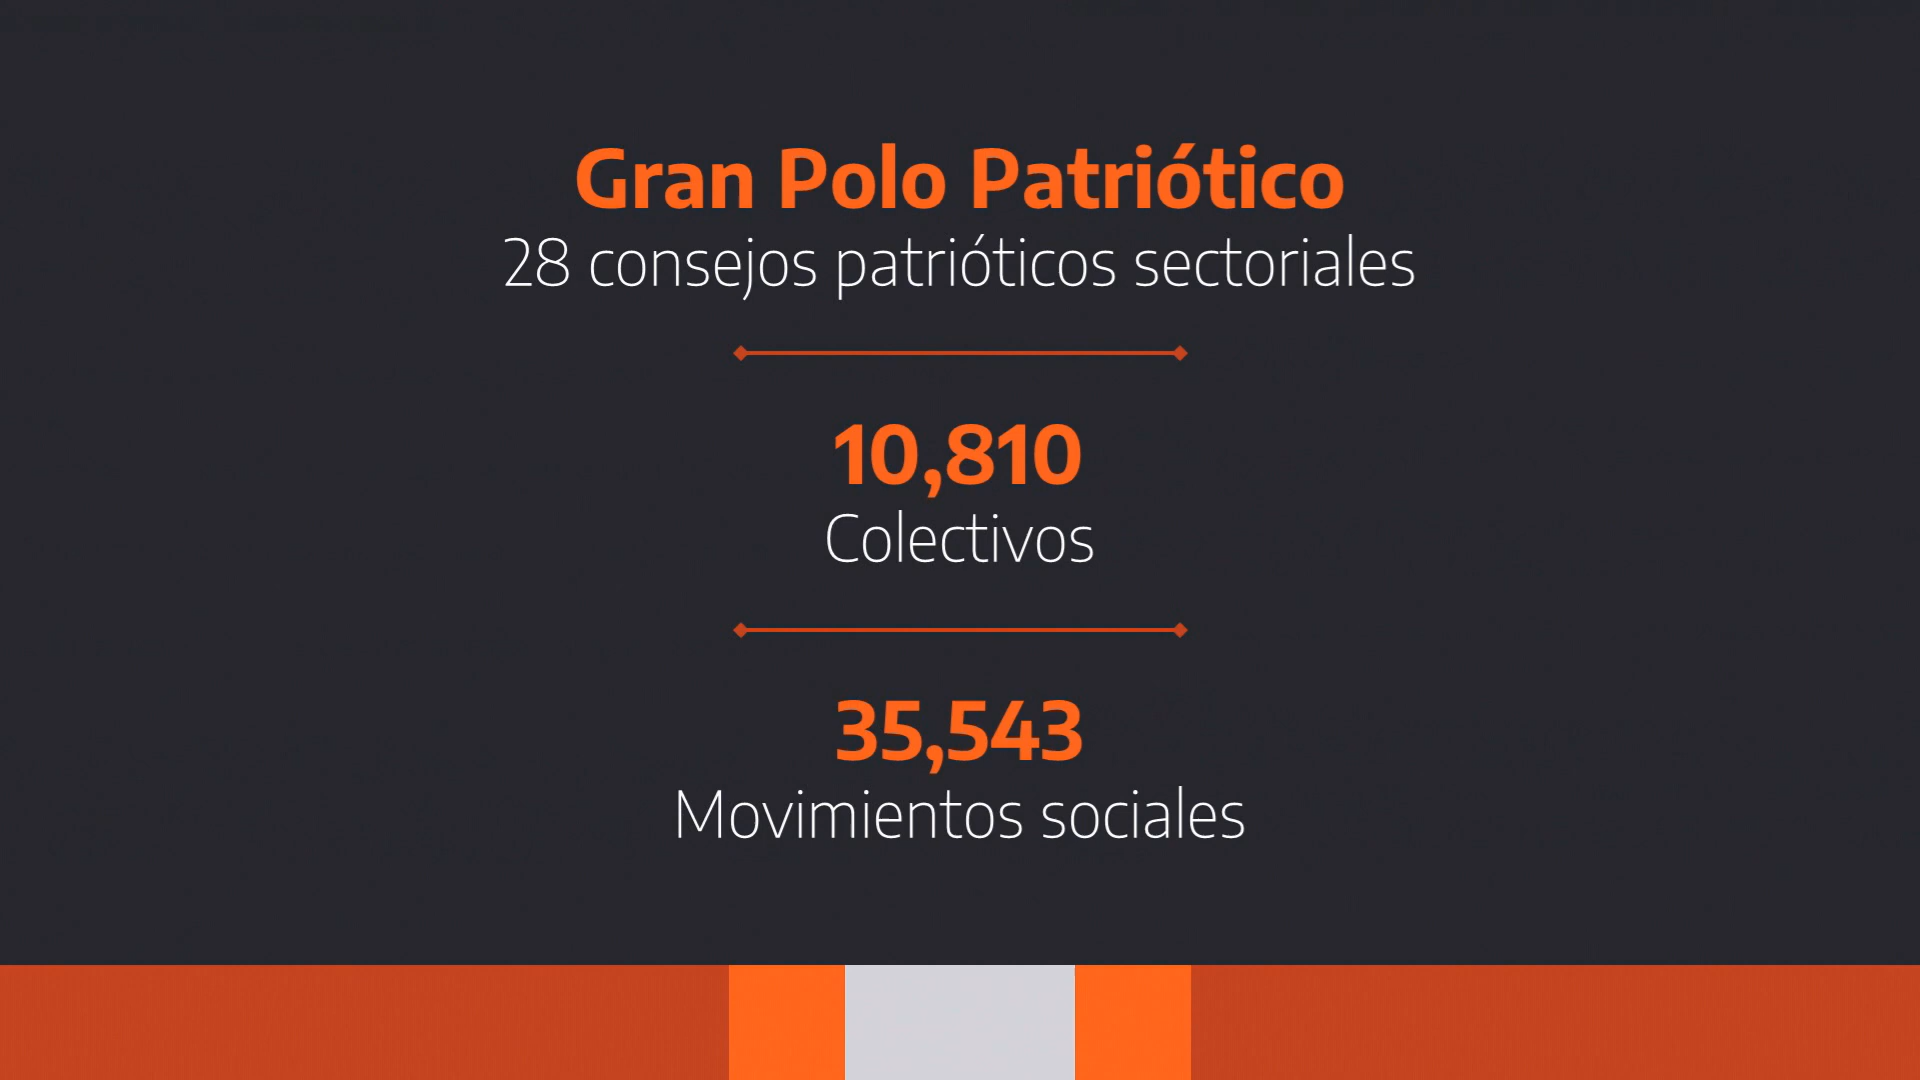 Gran Polo Patriótico
28 consejos patrióticos sectoriales
10,810
Colectivos
35,543
Movimientos sociales